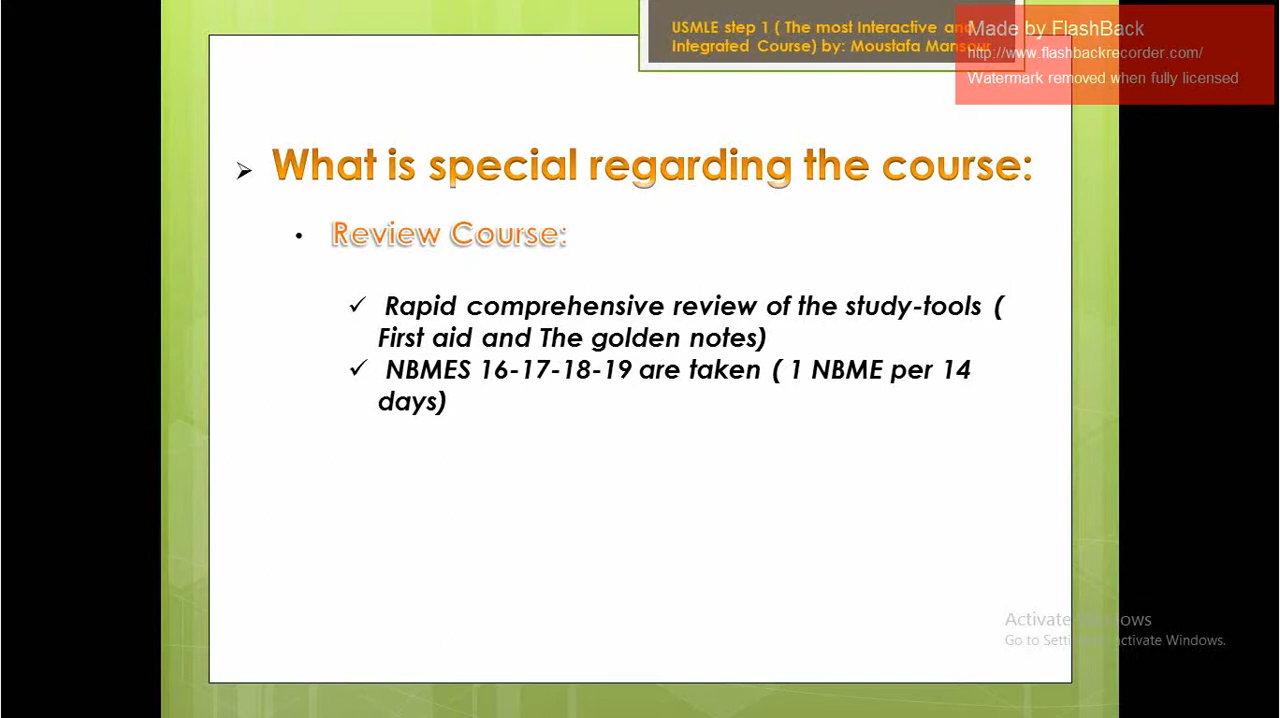 USMLE step 1 ( The most Interactive and
Integrated Course) by: Moustafa Mansour
Made by FlashBack
http://www.flashbackrecorder.com/
Watermark removed when fully licensed
What is special regarding the course:
Review Course:
Rapid comprehensive review of the study-tools (
First aid and The golden notes)
NBMES 16-17-18-19 are taken ( 1 NBME per 14
days)
Activate Windows
Go to Settings to activate Windows.